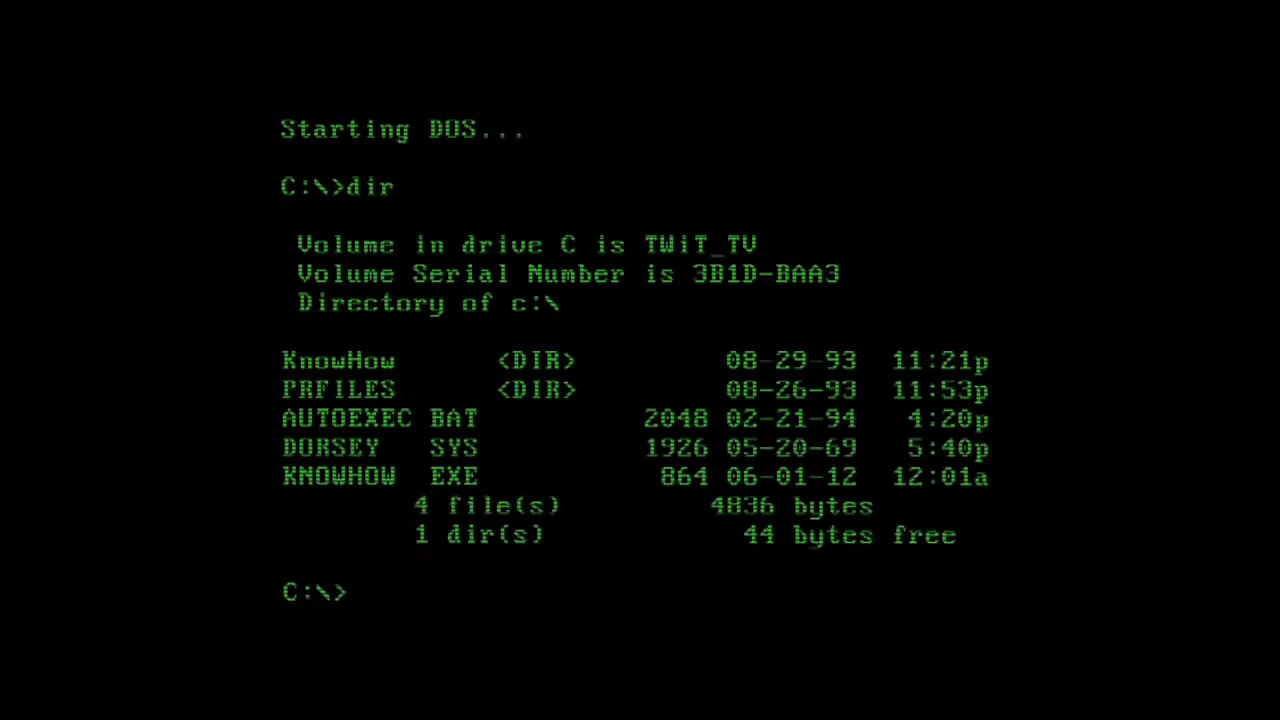 Starting DOS...
C:\>dir
Volume in drive C is TWiT_TV
Volume Serial Number is 3B1D-BAA3
Directory of c:\
KnowHow <DIR> 08-29-93 11:21p
PRFILES <DIR> 08-26-93 11:53p
AUTOEXEC BAT 2048 02-21-94 4:20p
DORSEY SYS 1926 05-20-69 5:40p
KNOWHOW EXE 864 06-01-12 12:01a
4 file(s) 4836 bytes
1 dir(s) 44 bytes free
C:\>